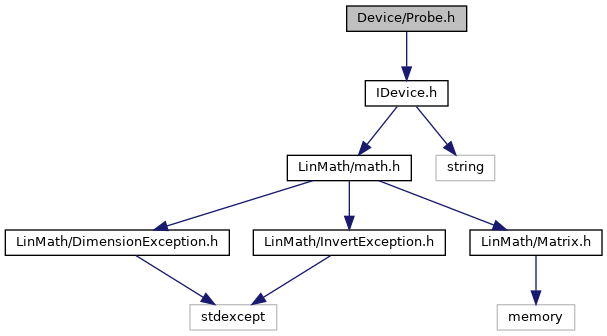 Device/Probe.h
IDevice.h
LinMath/math.h
string
LinMath/DimensionException.h
LinMath/InvertException.h
LinMath/Matrix.h
stdexcept
memory